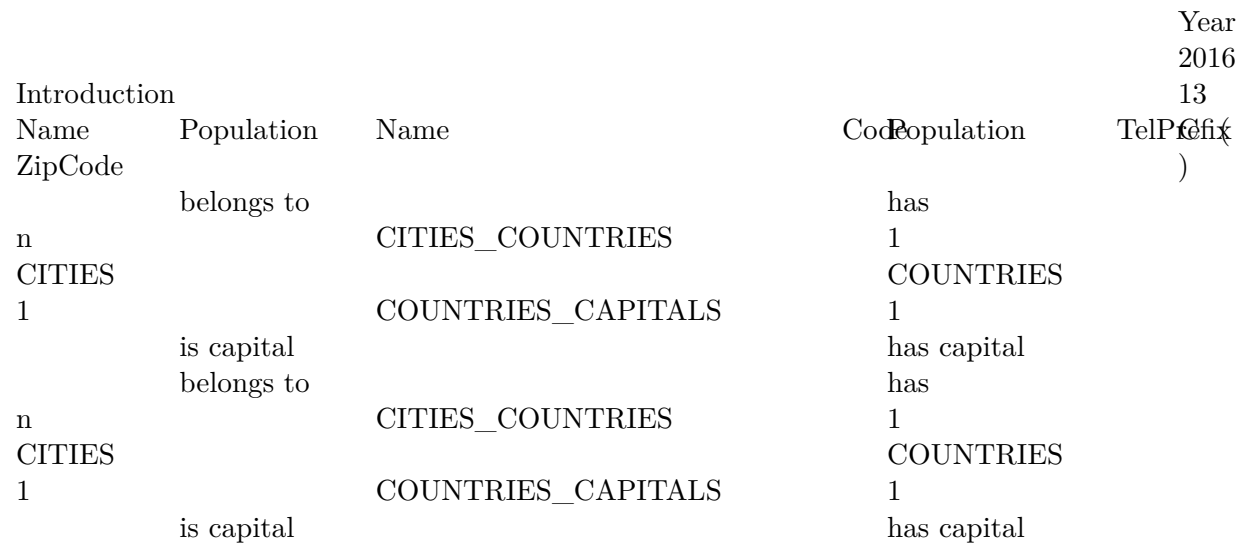 Year
2016
Introduction 13
Name Population Name Code Population TelPrefix (
ZipCode )
belongs to has
n CITIES_COUNTRIES 1
CITIES COUNTRIES
1 COUNTRIES_CAPITALS 1
is capital has capital
belongs to has
n CITIES_COUNTRIES 1
CITIES COUNTRIES
1 COUNTRIES_CAPITALS 1
is capital has capital